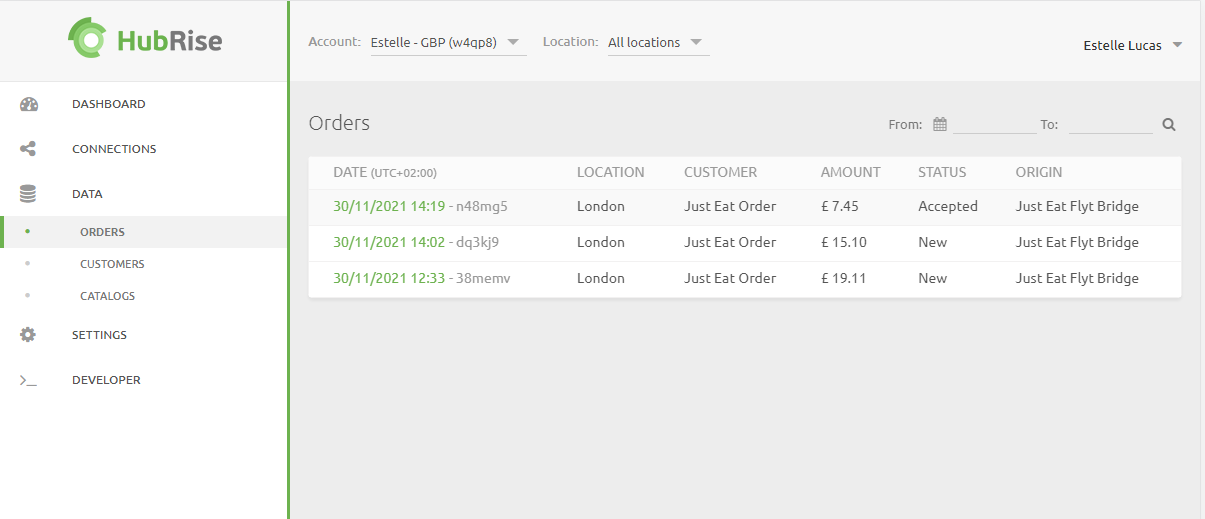 HubRise
Account: Estelle - GBP (w4qp8) Location: All locations
Estelle Lucas
DASHBOARD
CONNECTIONS
DATA
ORDERS
CUSTOMERS
CATALOGS
SETTINGS
DEVELOPER
Orders
From: To:
DATE (UTC+02:00) LOCATION CUSTOMER AMOUNT STATUS ORIGIN
30/11/2021 14:19 - n48mg5 London Just Eat Order £ 7.45 Accepted Just Eat Flyt Bridge
30/11/2021 14:02 - dq3kj9 London Just Eat Order £ 15.10 New Just Eat Flyt Bridge
30/11/2021 12:33 - 38memv London Just Eat Order £ 19.11 New Just Eat Flyt Bridge